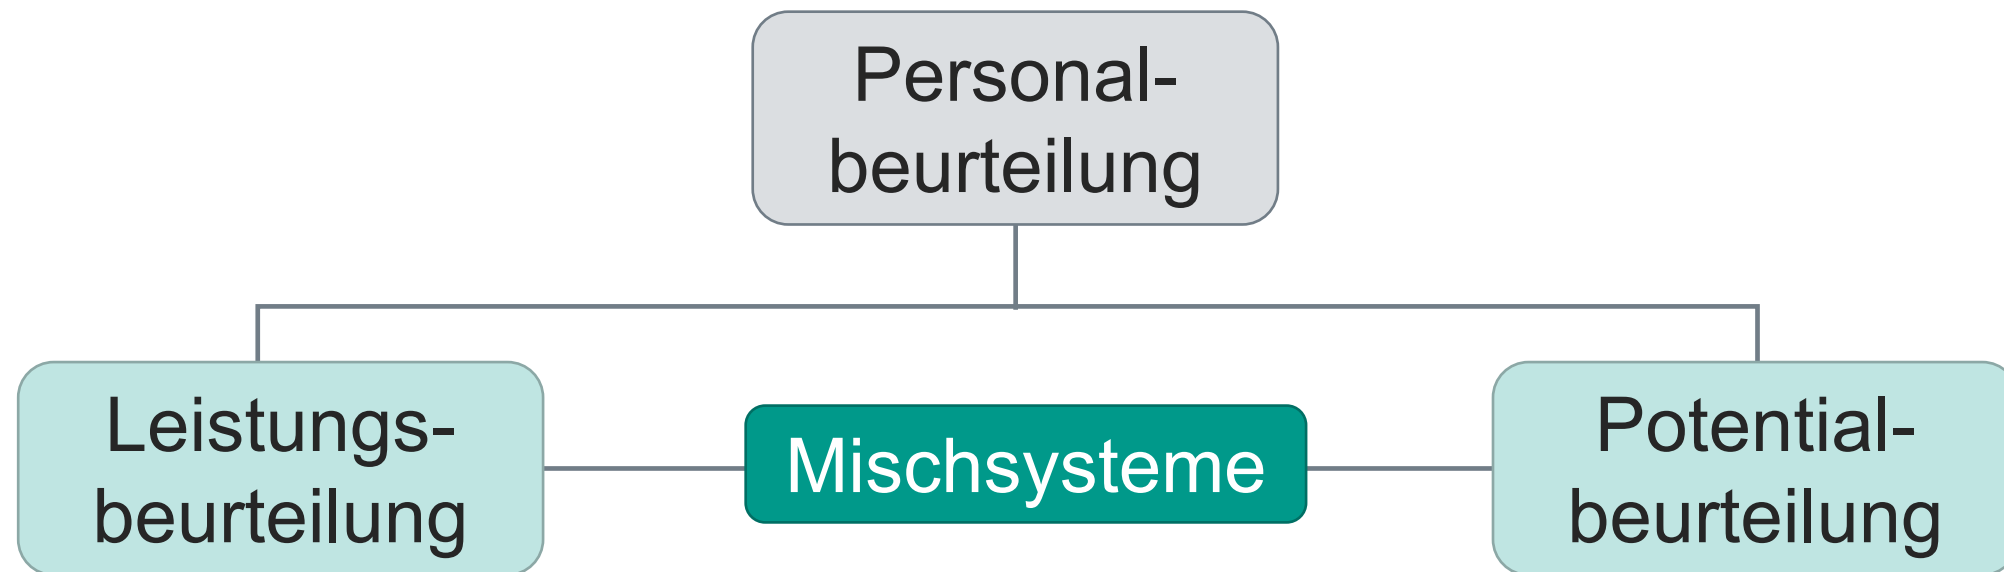 Personal-
beurteilung
Leistungs-
beurteilung
Mischsysteme
Potential-
beurteilung